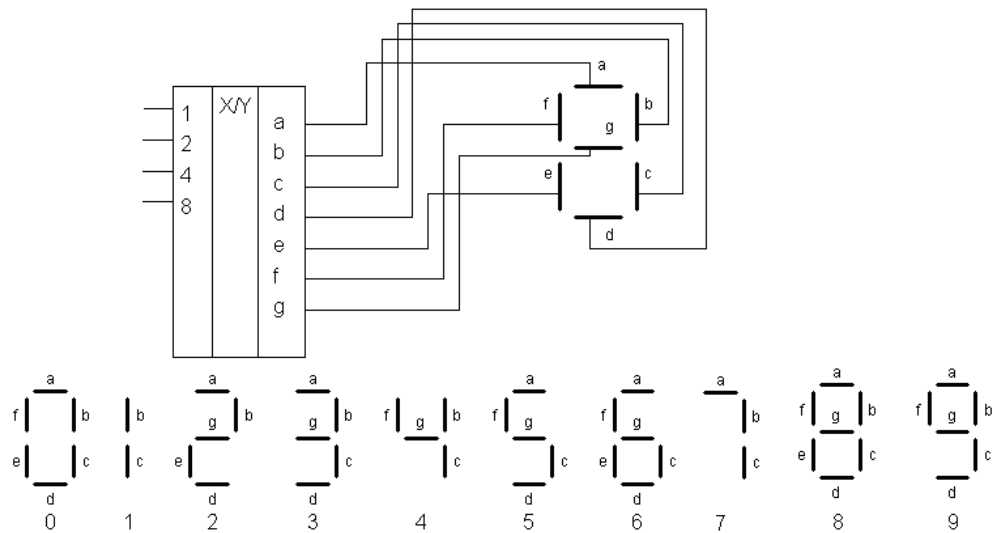 a
f b
g
e c
d
X/Y
1 a
2 b
4 c
8 d
e
f
g
a a a a a a a a
f b b g b g b f g b f g f g b f g b f g b
e c c e c c c e c c e c c
d d d d d d d
0 1 2 3 4 5 6 7 8 9